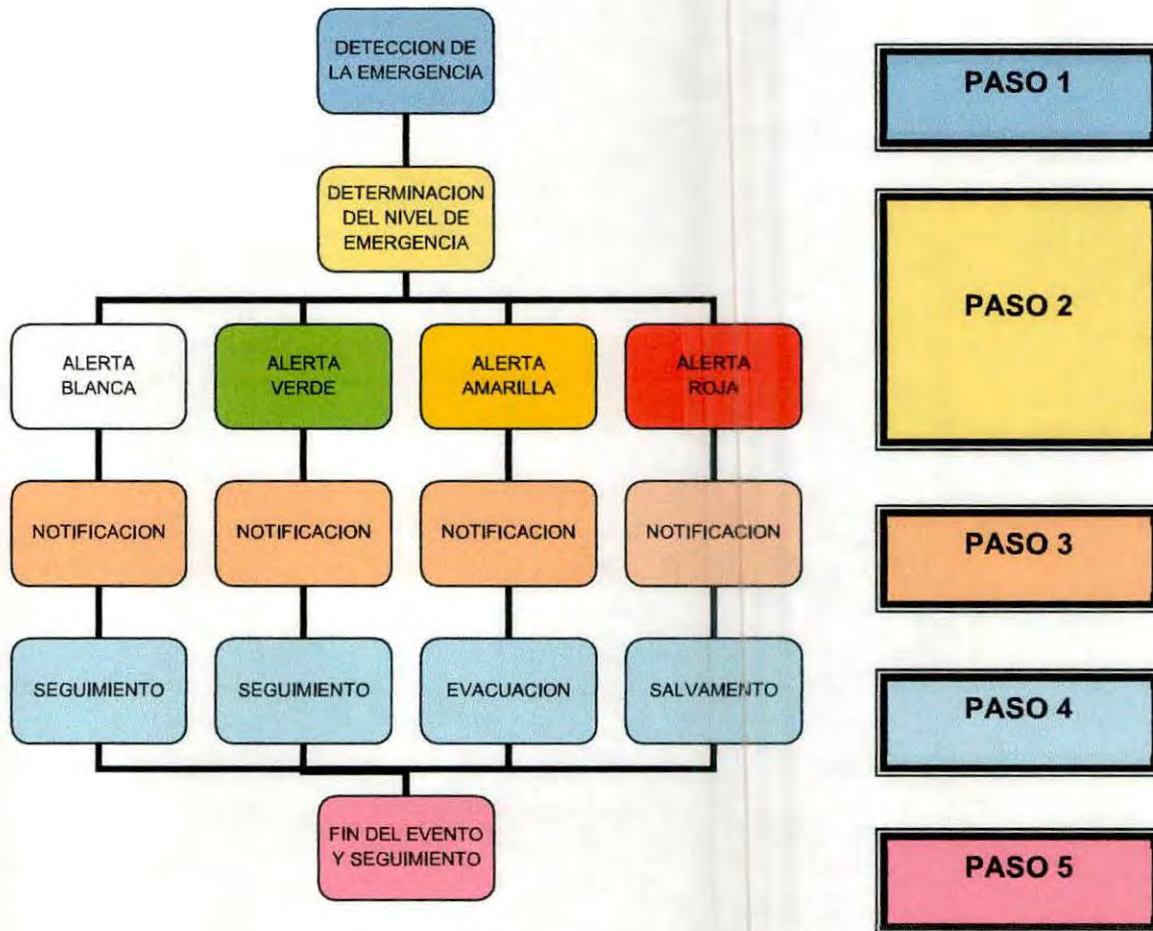 DETECCION DE
LA EMERGENCIA
PASO 1
DETERMINACION
DEL NIVEL DE
EMERGENCIA
PASO 2
ALERTA
BLANCA
ALERTA
VERDE
ALERTA
AMARILLA
ALERTA
ROJA
NOTIFICACION
NOTIFICACION
NOTIFICACION
NOTIFICACION
PASO 3
SEGUIMIENTO
SEGUIMIENTO
EVACUACION
SALVAMENTO
PASO 4
FIN DEL EVENTO
Y SEGUIMIENTO
PASO 5